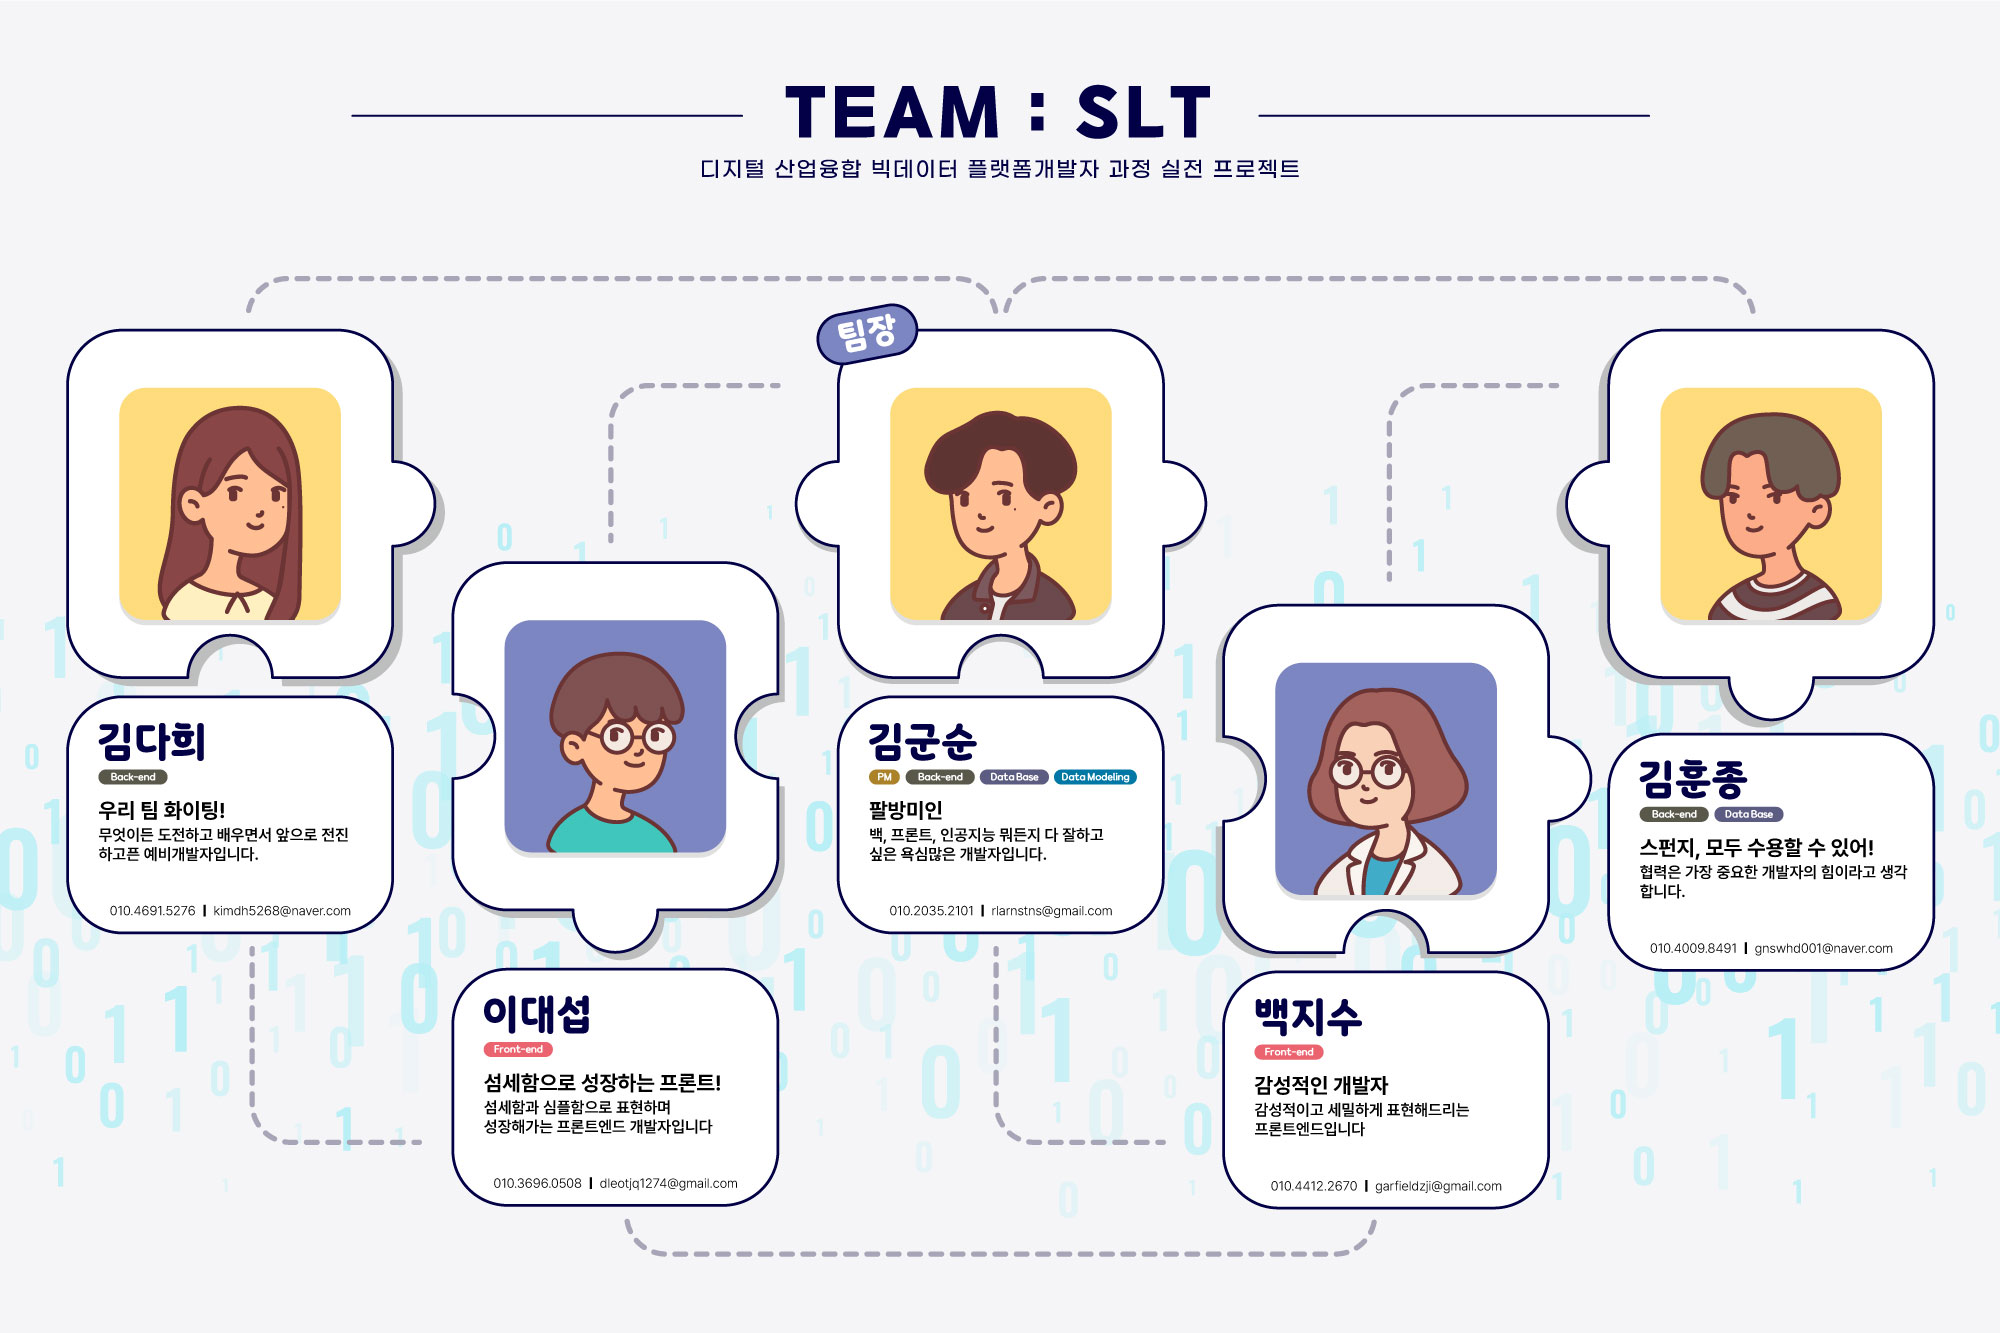 TEAM : SLT
디지털 산업융합 빅데이터 플랫폼개발자 과정 실전 프로젝트
김다희
Back-end
우리 팀 화이팅!
무엇이든 도전하고 배우면서 앞으로 전진
하고픈 예비개발자입니다.
010.4691.5276 | kimdh5268@naver.com
이대섭
Front-end
섬세함으로 성장하는 프론트!
섬세함과 심플함으로 표현하며
성장해가는 프론트엔드 개발자입니다
010.3696.0508 | dleotjq1274@gmail.com
팀장
김군순
PM Back-end Data Base Data Modeling
팔방미인
백, 프론트, 인공지능 뭐든지 다 잘하고
싶은 욕심많은 개발자입니다.
010.2035.2101 | rlarnstns@gmail.com
백지수
Front-end
감성적인 개발자
감성적이고 세밀하게 표현해드리는
프론트엔드입니다
010.4412.2670 | garfieldzji@gmail.com
김훈종
Back-end Data Base
스펀지, 모두 수용할 수 있어!
협력은 가장 중요한 개발자의 힘이라고 생각
합니다.
010.4009.8491 | gnswhd001@naver.com